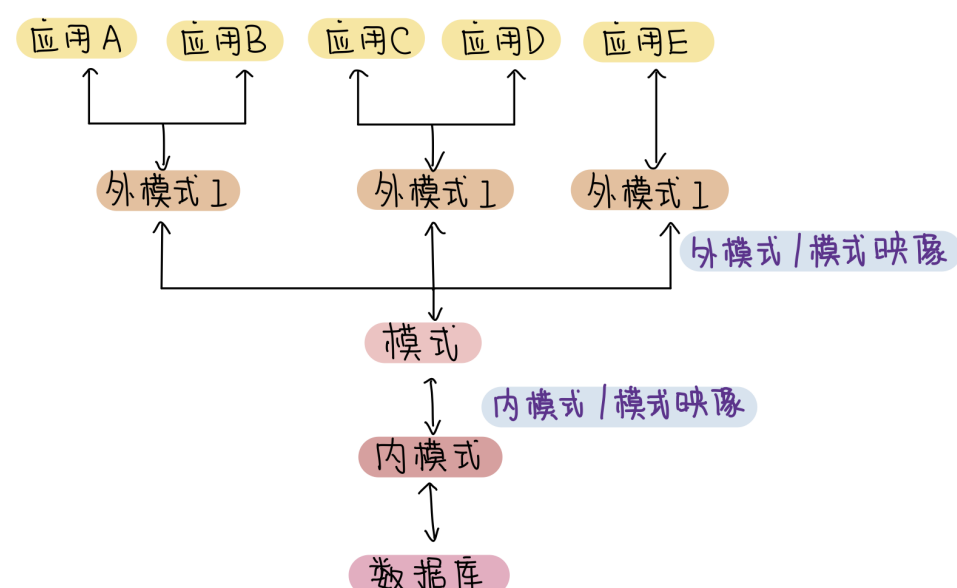 应用A 应用B 应用C 应用D 应用E
外模式1 外模式1 外模式1
外模式/模式映像
模式
内模式/模式映像
内模式
数据库